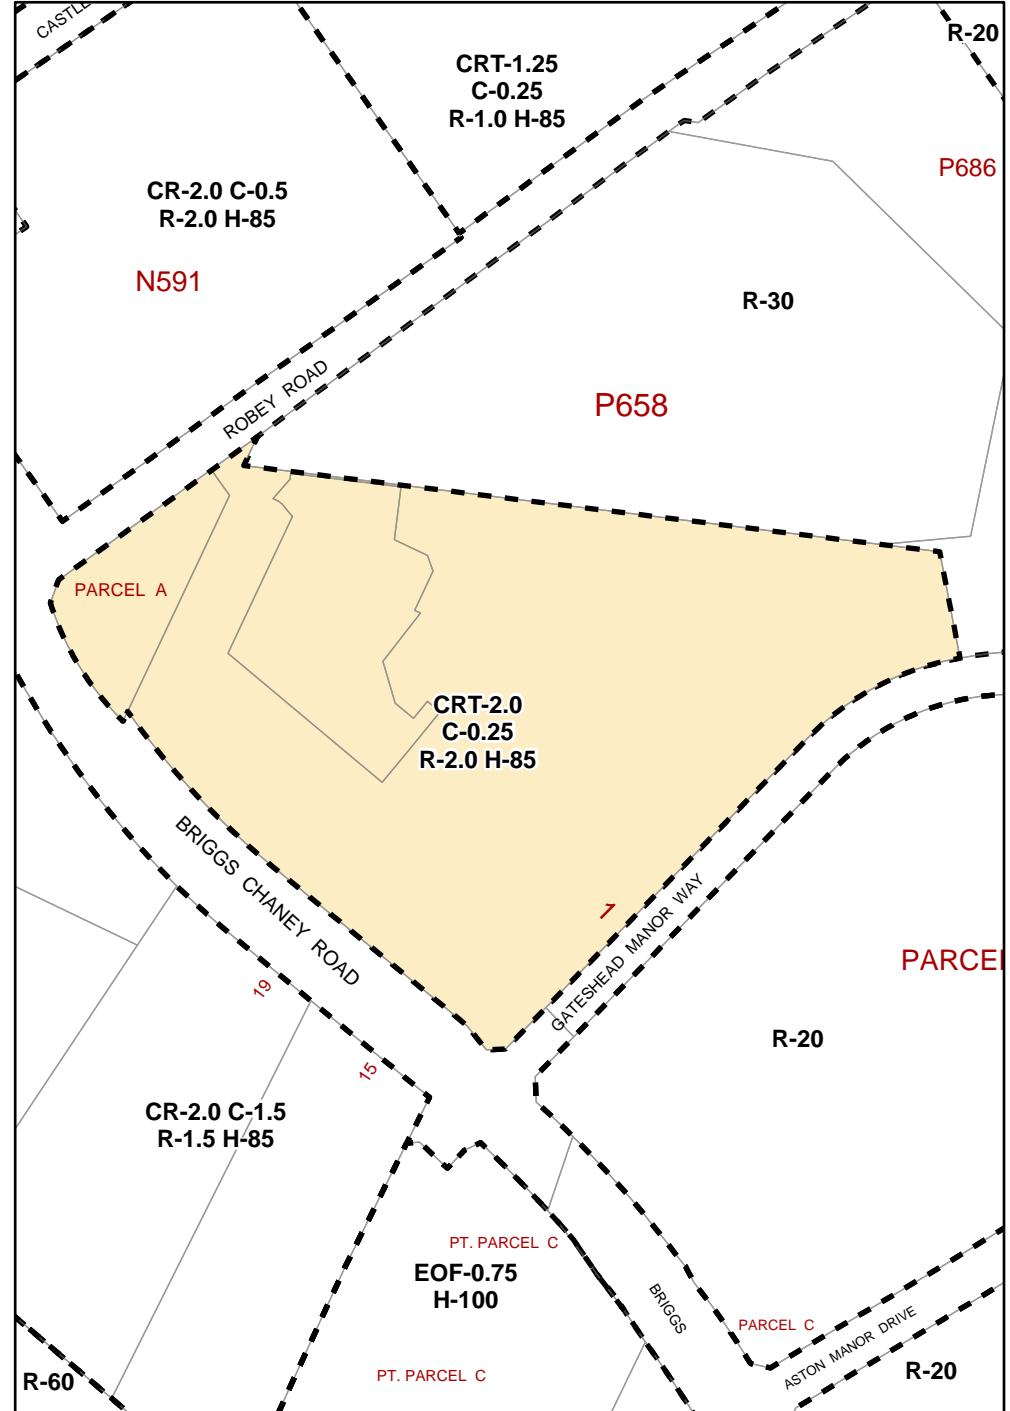 CASTLE
R-20
CRT-1.25
C-0.25
R-1.0 H-85
P686
CR-2.0 C-0.5
R-2.0 H-85
N591
R-30
ROBEY ROAD
P658
PARCEL A
CRT-2.0
C-0.25
R-2.0 H-85
BRIGGS CHANEY ROAD
1
GATESHEAD MANOR WAY
PARCEL
19
R-20
15
CR-2.0 C-1.5
R-1.5 H-85
PT. PARCEL C
EOF-0.75
H-100
BRIGGS
PARCEL C
ASTON MANOR DRIVE
PT. PARCEL C
R-60
R-20